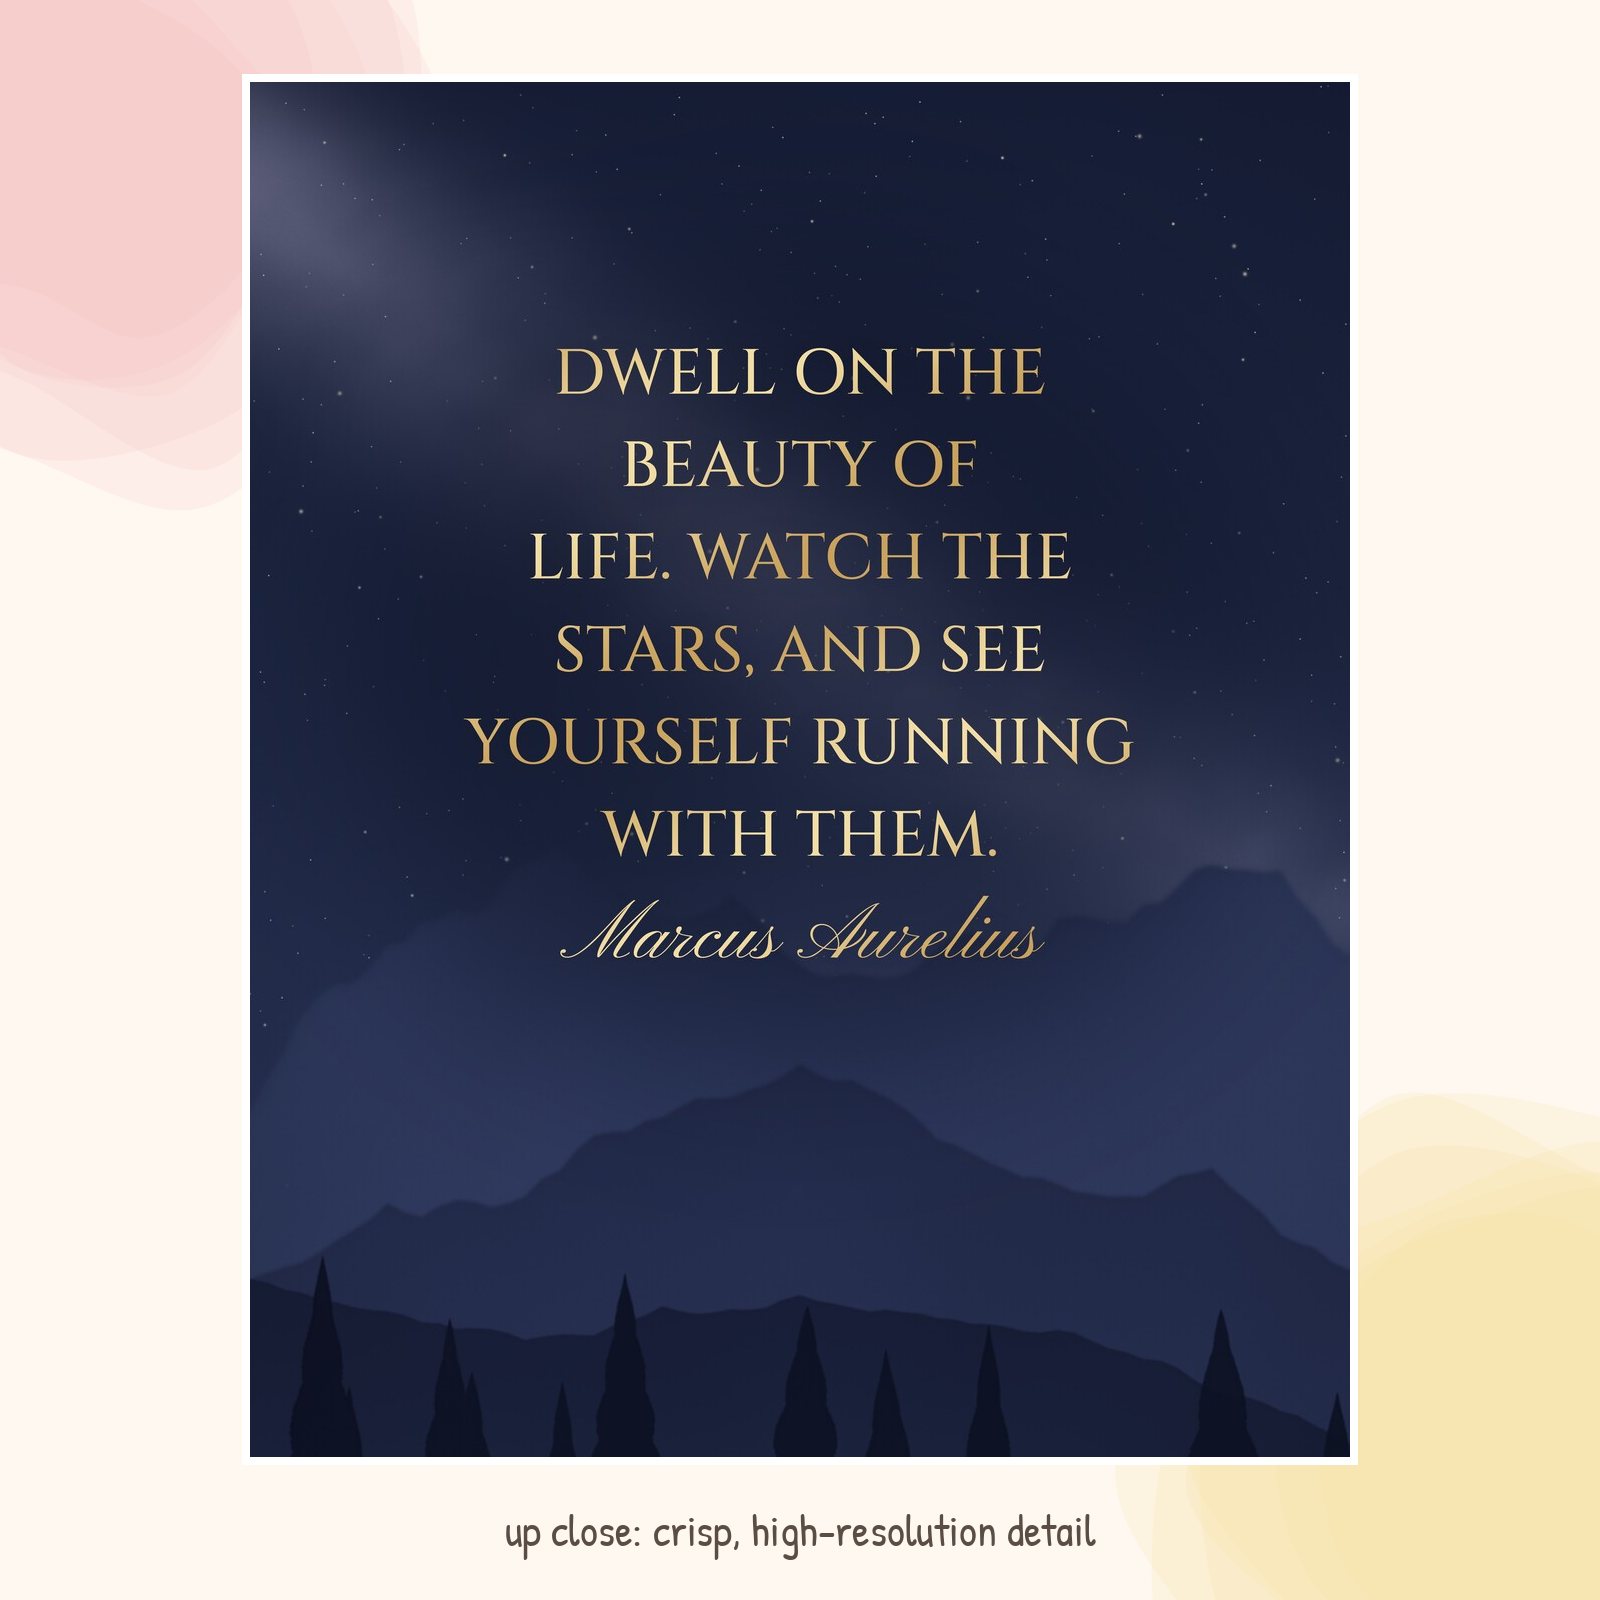 DWELL ON THE
BEAUTY OF
LIFE. WATCH THE
STARS, AND SEE
YOURSELF RUNNING
WITH THEM.
Marcus Aurelius
up close: crisp, high-resolution detail